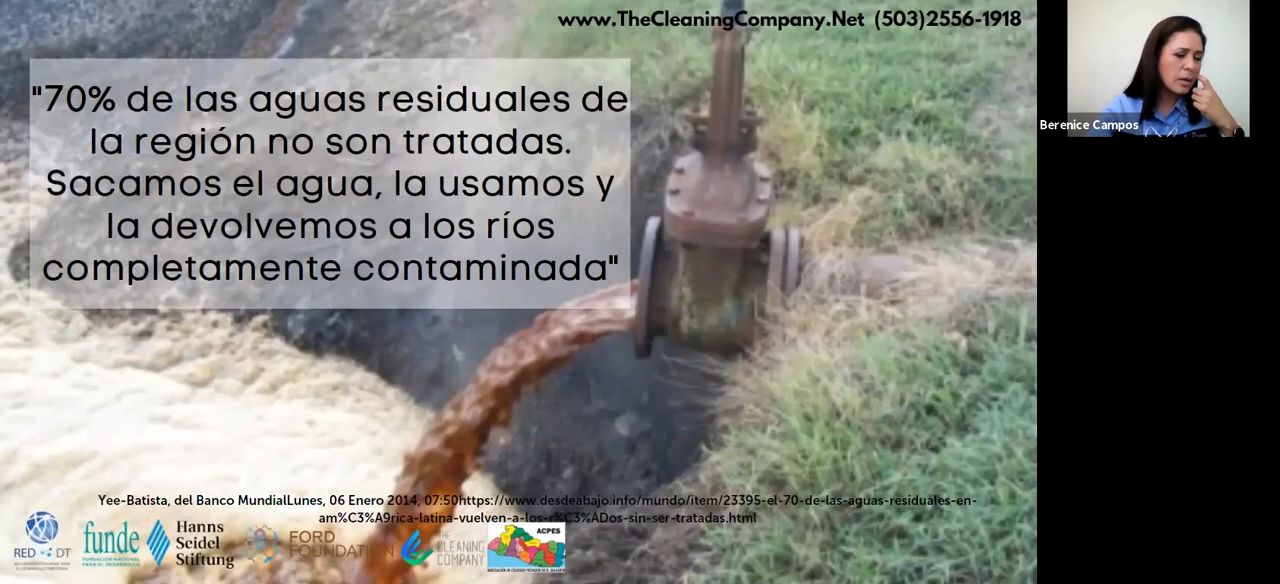 www.TheCleaningCompany.Net (503)2556-1918
"70% de las aguas residuales de
la región no son tratadas.
Sacamos el agua, la usamos y
la devolvemos a los ríos
completamente contaminada"
Berenice Campos
Yee-Batista, del Banco MundialLunes, 06 Enero 2014, 07:50https://www.desdeabajo.info/mundo/item/23395-el-70-de-las-aguas-residuales-en-
am%C3%A9rica-latina-vuelven-a-los-r%C3%ADos-sin-ser-tratadas.html
RED DT
funde
FUNDACIÓN NACIONAL
PARA EL DESARROLLO
Hanns
Seidel
Stiftung
FORD
FOUNDATION
THE
CLEANING
COMPANY
ACPES